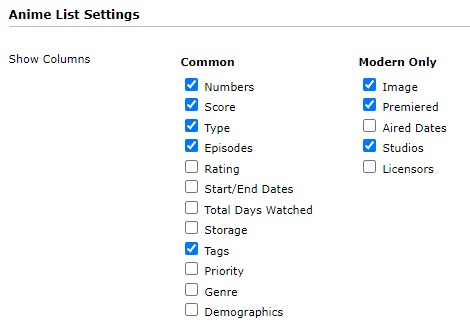 Anime List Settings
Show Columns
Common
Numbers
Score
Type
Episodes
Rating
Start/End Dates
Total Days Watched
Storage
Tags
Priority
Genre
Demographics
Modern Only
Image
Premiered
Aired Dates
Studios
Licensors